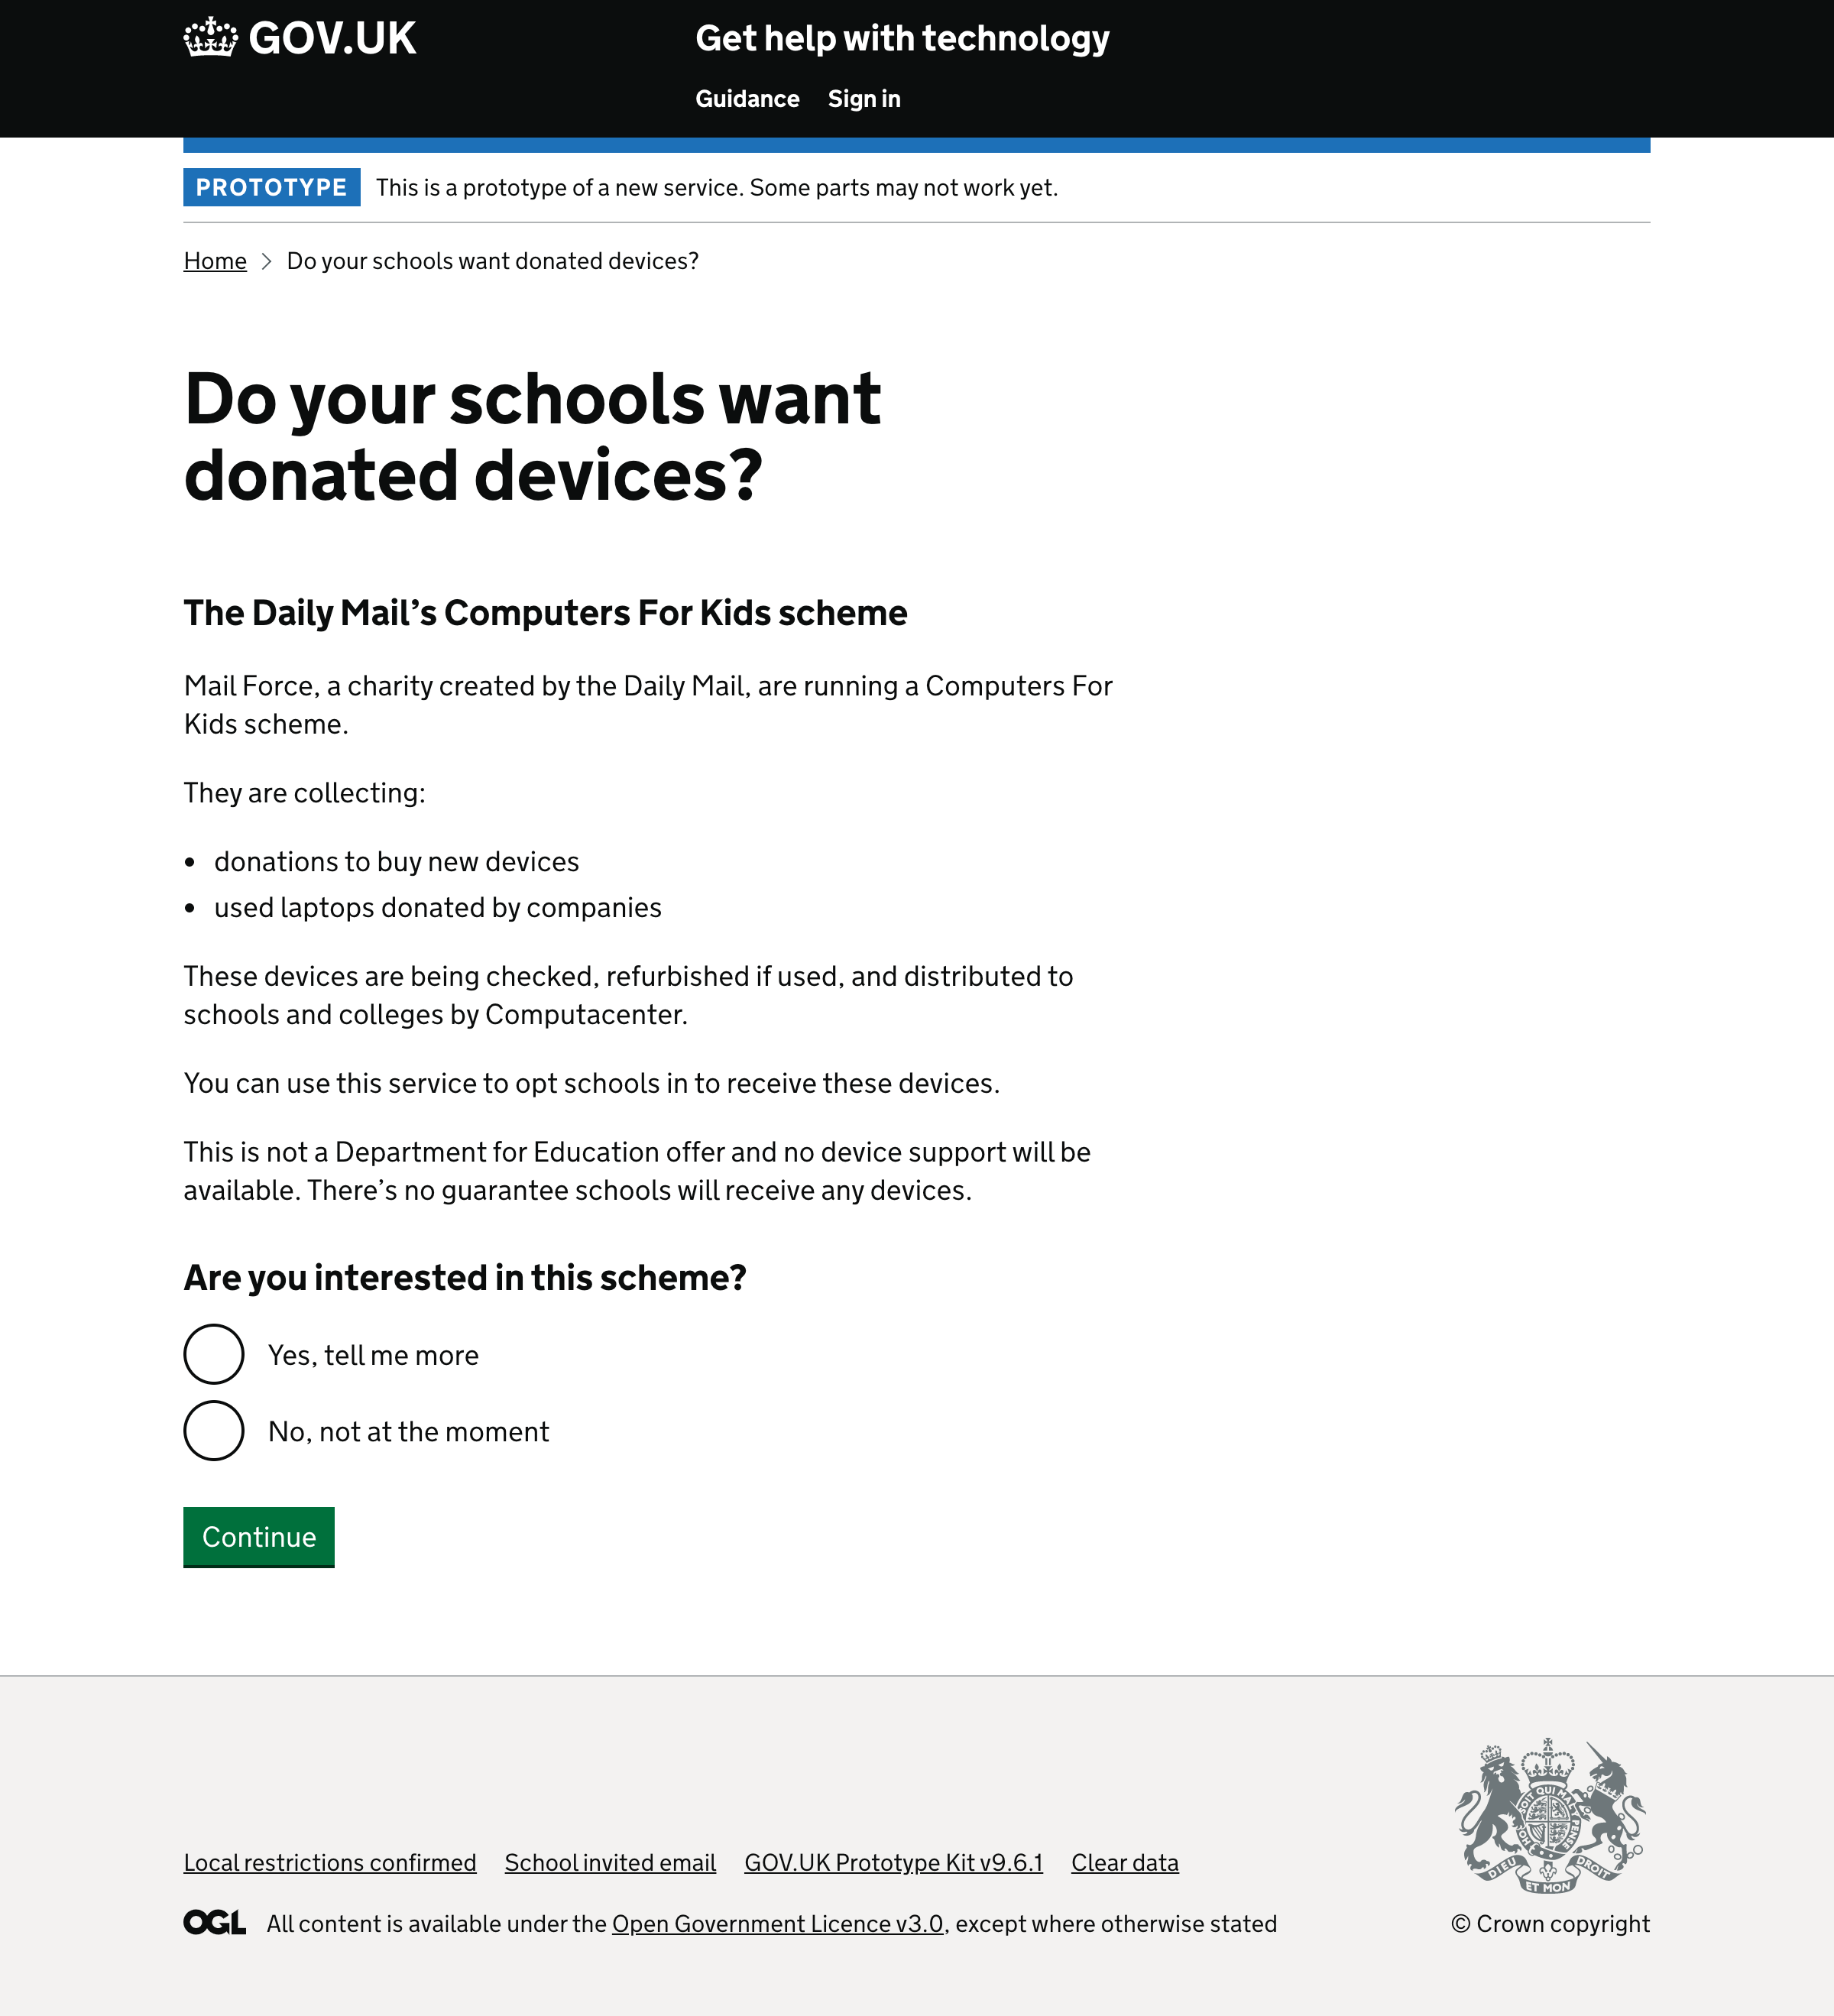 GOV.UK
Get help with technology
Guidance Sign in
PROTOTYPE This is a prototype of a new service. Some parts may not work yet.
Home Do your schools want donated devices?
Do your schools want
donated devices?
The Daily Mail’s Computers For Kids scheme
Mail Force, a charity created by the Daily Mail, are running a Computers For
Kids scheme.
They are collecting:
• donations to buy new devices
• used laptops donated by companies
These devices are being checked, refurbished if used, and distributed to
schools and colleges by Computacenter.
You can use this service to opt schools in to receive these devices.
This is not a Department for Education offer and no device support will be
available. There’s no guarantee schools will receive any devices.
Are you interested in this scheme?
Yes, tell me more
No, not at the moment
Continue
Local restrictions confirmed School invited email GOV.UK Prototype Kit v9.6.1 Clear data
OGL All content is available under the Open Government Licence v3.0, except where otherwise stated
DIEU ET MON DROIT
© Crown copyright